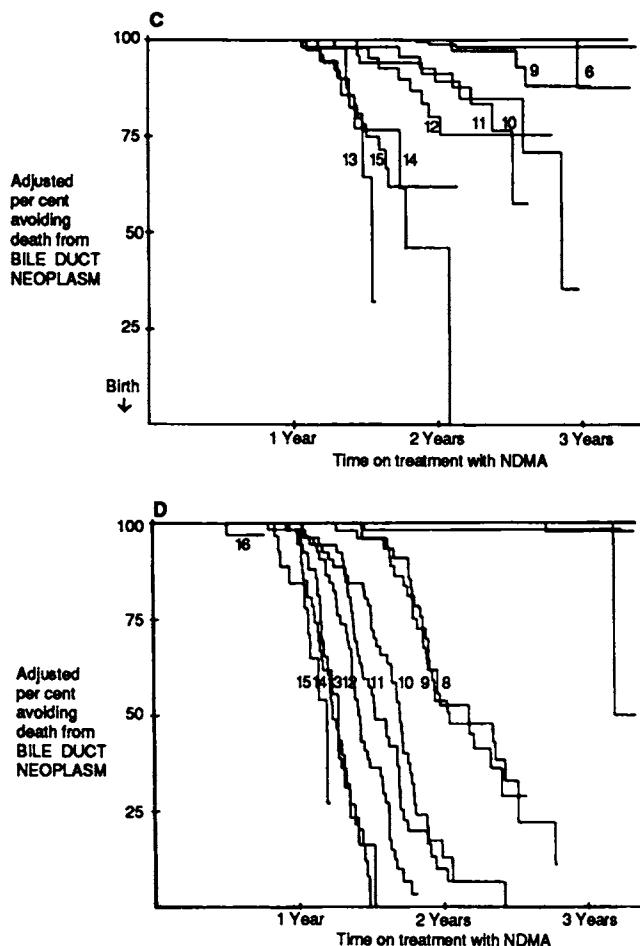 C
100
75
50
25
Adjusted
per cent
avoiding
death from
BILE DUCT
NEOPLASM
Birth
↓
9
6
12
11
10
13
15
14
1 Year
2 Years
3 Years
Time on treatment with NDMA
D
100
75
50
25
Adjusted
per cent
avoiding
death from
BILE DUCT
NEOPLASM
16
15
14
13
12
11
10
9
8
1 Year
2 Years
3 Years
Time on treatment with NDMA